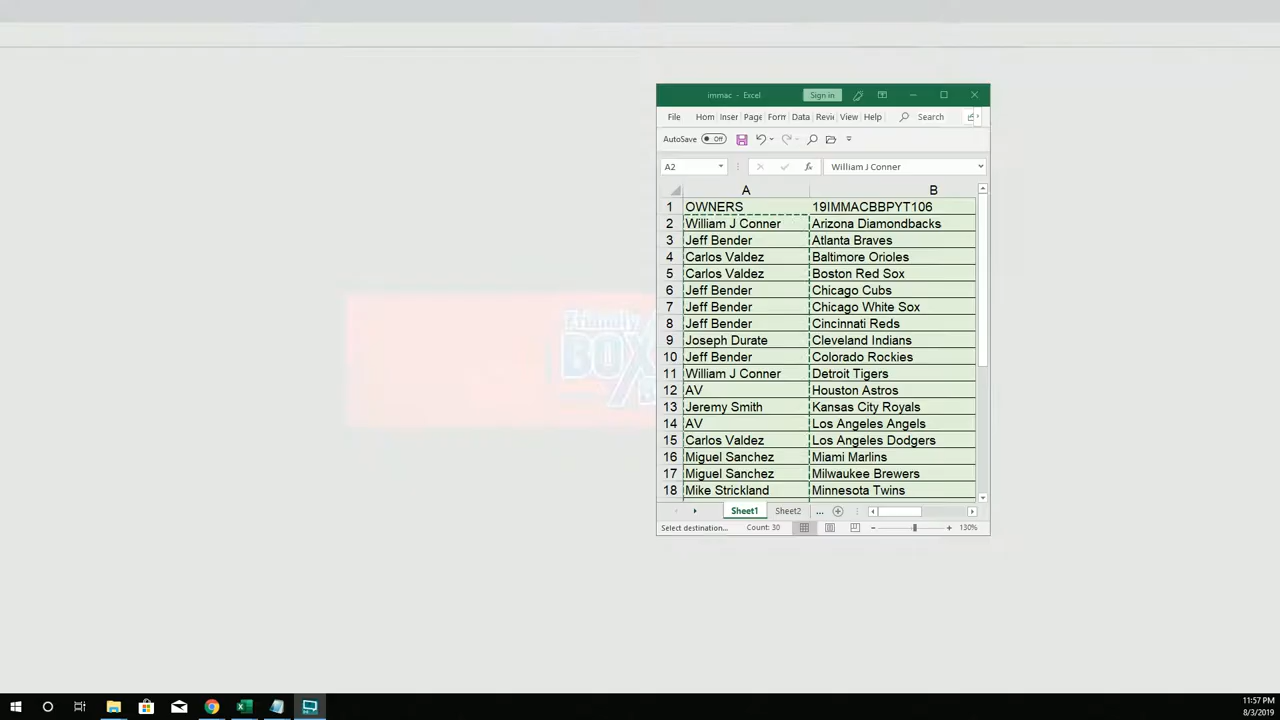 immac - Excel
Sign in
File Hom Inser Page Forr Data Revi View Help Search
AutoSave Off
A2 fx William J Conner
A B
1 OWNERS 19IMMACBBPYT106
2 William J Conner Arizona Diamondbacks
3 Jeff Bender Atlanta Braves
4 Carlos Valdez Baltimore Orioles
5 Carlos Valdez Boston Red Sox
6 Jeff Bender Chicago Cubs
7 Jeff Bender Chicago White Sox
8 Jeff Bender Cincinnati Reds
9 Joseph Durate Cleveland Indians
10 Jeff Bender Colorado Rockies
11 William J Conner Detroit Tigers
12 AV Houston Astros
13 Jeremy Smith Kansas City Royals
14 AV Los Angeles Angels
15 Carlos Valdez Los Angeles Dodgers
16 Miguel Sanchez Miami Marlins
17 Miguel Sanchez Milwaukee Brewers
18 Mike Strickland Minnesota Twins
friendly
BOX
Sheet1 Sheet2 ...
Select destination... Count: 30 130%
11:57 PM
8/3/2019